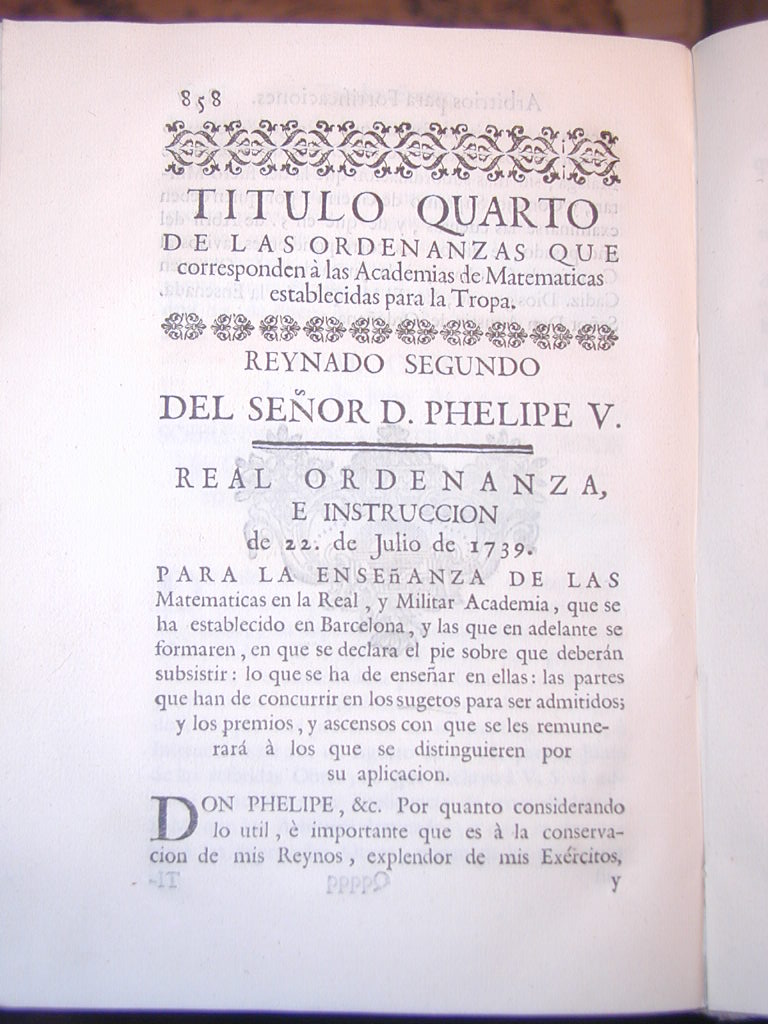 858
TITULO QUARTO
DE LAS ORDENANZAS QUE
corresponden à las Academias de Matematicas
establecidas para la Tropa.
REYNADO SEGUNDO
DEL SEÑOR D. PHELIPE V.
REAL ORDENANZA,
E INSTRUCCION
de 22. de Julio de 1739.
PARA LA ENSEñANZA DE LAS
Matematicas en la Real, y Militar Academia, que se
ha establecido en Barcelona, y las que en adelante se
formaren, en que se declara el pie sobre que deberán
subsistir: lo que se ha de enseñar en ellas: las partes
que han de concurrir en los sugetos para ser admitidos;
y los premios, y ascensos con que se les remune-
rará à los que se distinguieren por
su aplicacion.
DON PHELIPE, &c. Por quanto considerando
lo util, è importante que es à la conserva-
cion de mis Reynos, explendor de mis Exércitos,
y